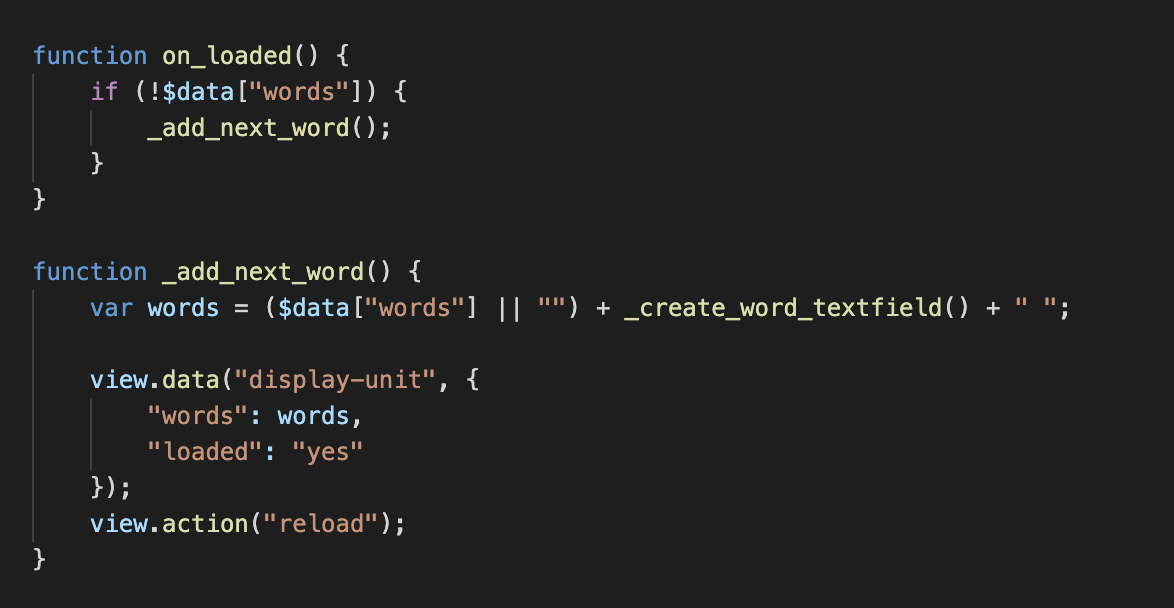 function on_loaded() {
    if (!$data["words"]) {
        _add_next_word();
    }
}

function _add_next_word() {
    var words = ($data["words"] || "") + _create_word_textfield() + " ";

    view.data("display-unit", {
        "words": words,
        "loaded": "yes"
    });
    view.action("reload");
}